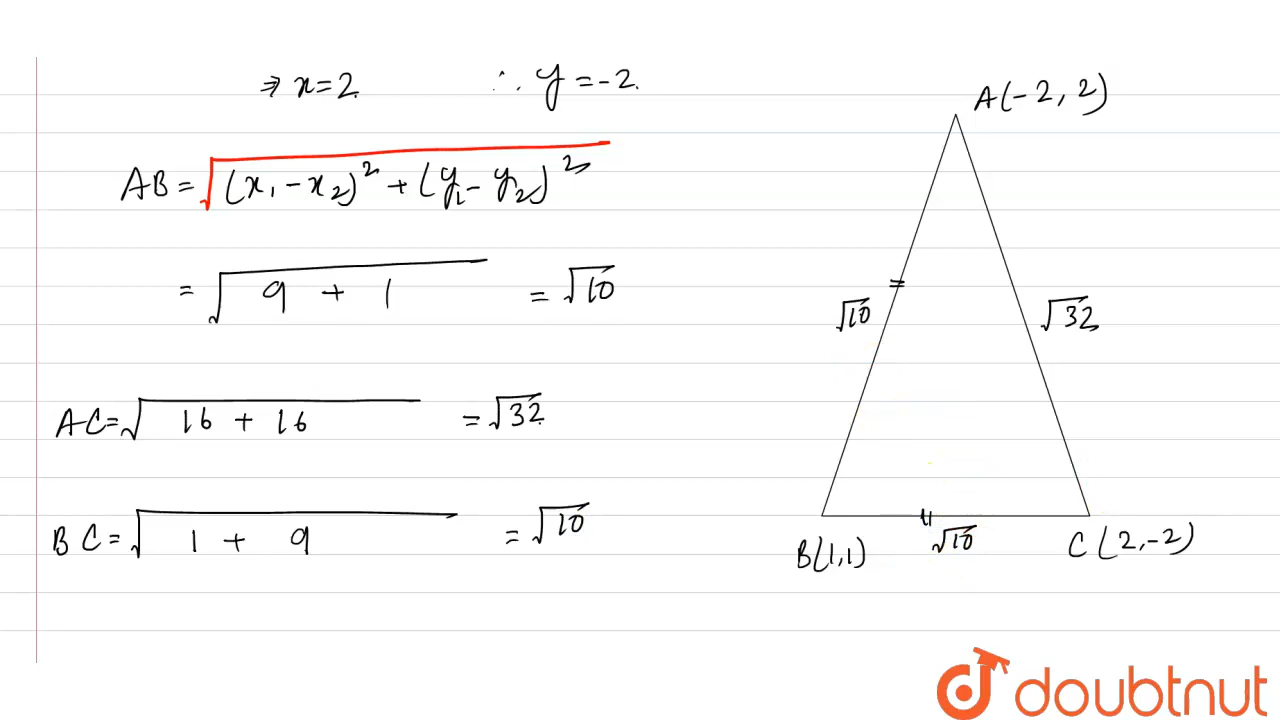 ⇒ x=2. ∴ y=-2.
A(-2, 2)
AB = √((x₁-x₂)² + (y₁-y₂)²)
= √(9 + 1) = √10
√10
√32
AC = √(16 + 16) = √32
BC = √(1 + 9) = √10
B(1,1)
√10
C(2,-2)
doubtnut